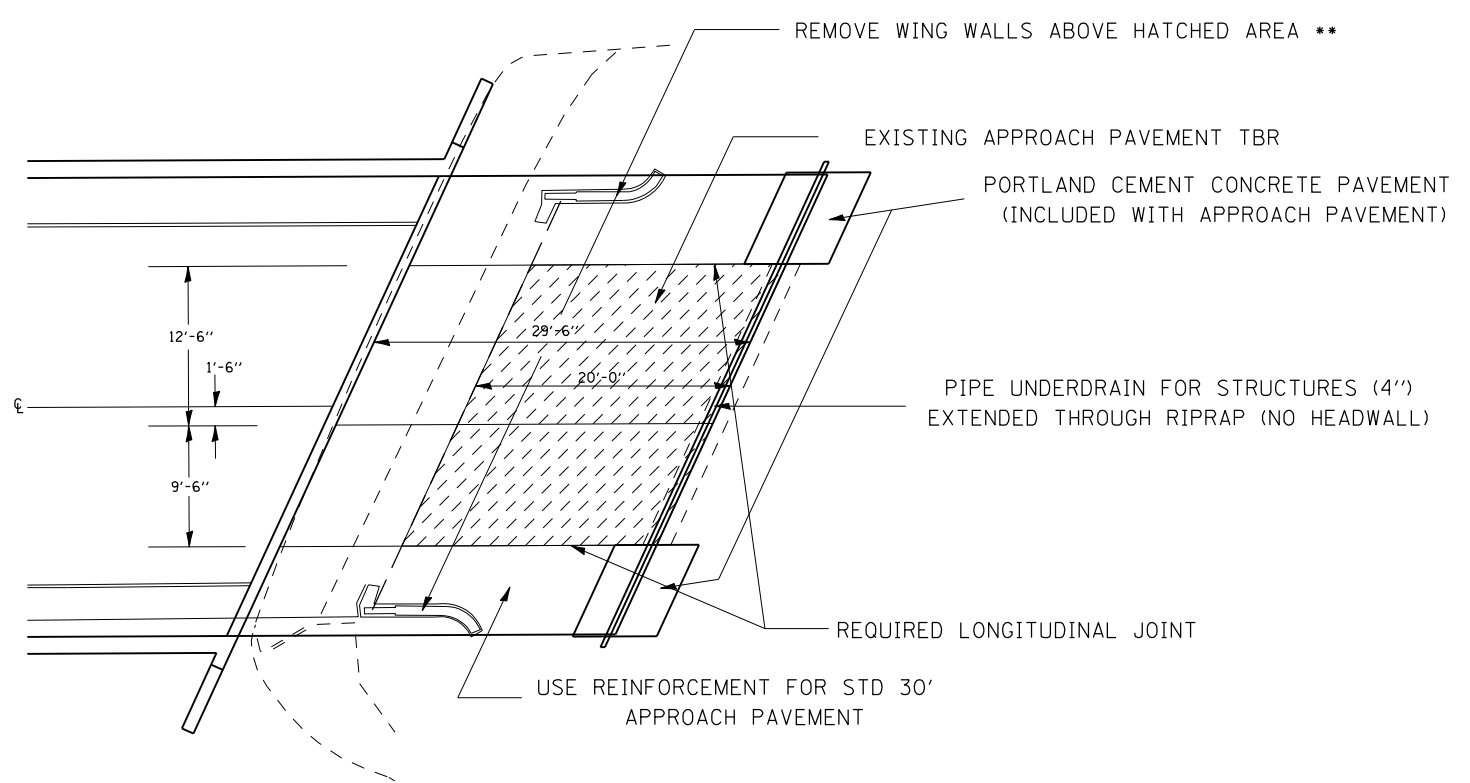 REMOVE WING WALLS ABOVE HATCHED AREA **
EXISTING APPROACH PAVEMENT TBR
PORTLAND CEMENT CONCRETE PAVEMENT
(INCLUDED WITH APPROACH PAVEMENT)
29'-6''
12'-6''
1'-6''
20'-0''
℄
PIPE UNDERDRAIN FOR STRUCTURES (4'')
EXTENDED THROUGH RIPRAP (NO HEADWALL)
9'-6''
REQUIRED LONGITUDINAL JOINT
USE REINFORCEMENT FOR STD 30'
APPROACH PAVEMENT